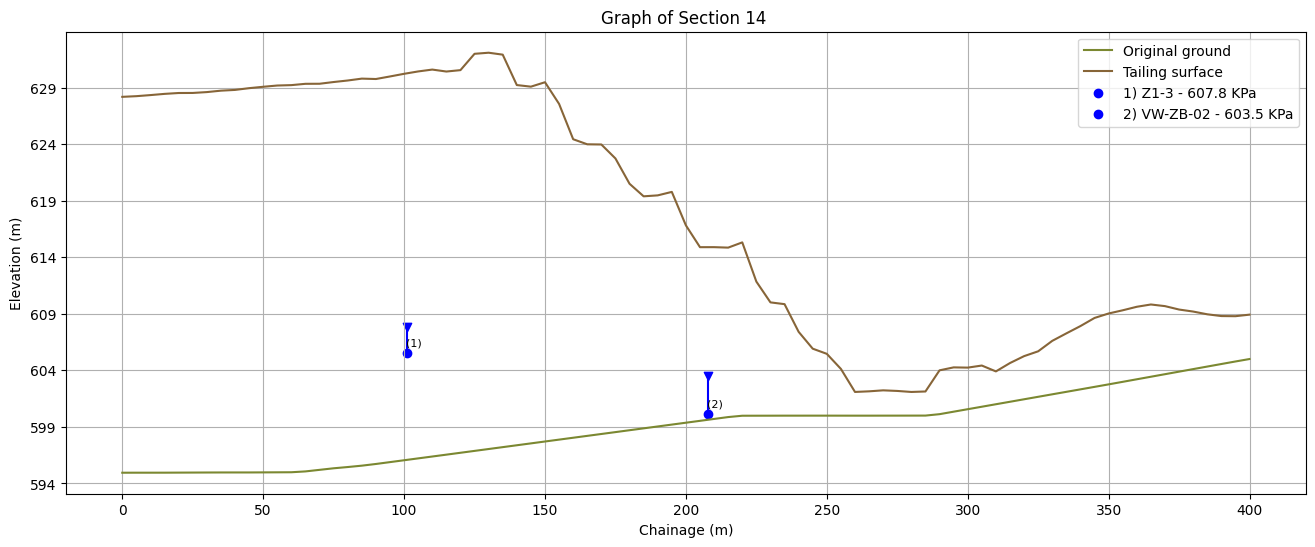 Graph of Section 14
Original ground
Tailing surface
1) Z1-3 - 607.8 KPa
2) VW-ZB-02 - 603.5 KPa
629
624
619
614
609
604
599
594
Elevation (m)
(1)
(2)
0 50 100 150 200 250 300 350 400
Chainage (m)